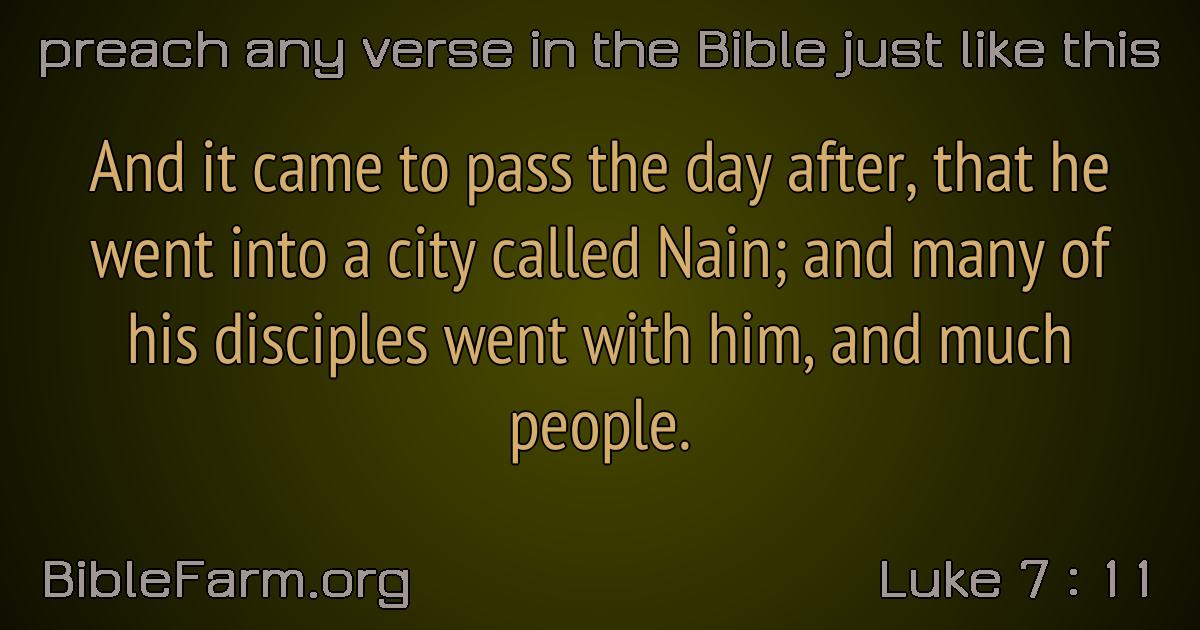 preach any verse in the Bible just like this
And it came to pass the day after, that he
went into a city called Nain; and many of
his disciples went with him, and much
people.
BibleFarm.org
Luke 7 : 11